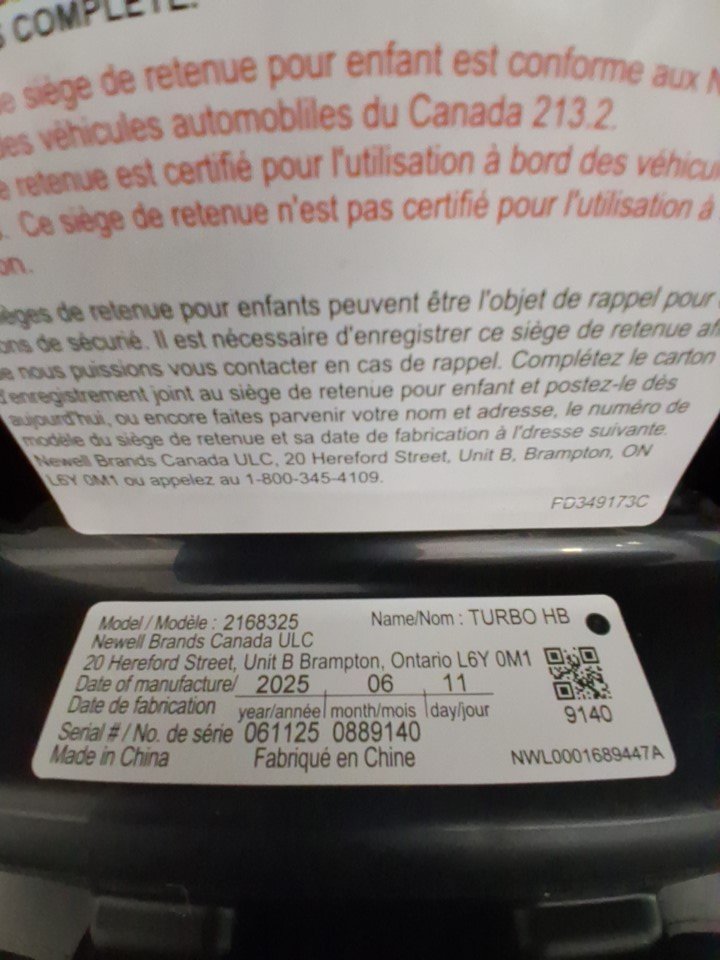 COMPLÈTE.
siège de retenue pour enfant est conforme aux
des véhicules automobliles du Canada 213.2.
retenue est certifié pour l'utilisation à bord des
Ce siège de retenue n'est pas certifié pour l'utilisation à
on.
ièges de retenue pour enfants peuvent être l'objet de rappel pour
ons de sécurié. Il est nécessaire d'enregistrer ce siège de retenue
nous puissions vous contacter en cas de rappel. Complétez le carton
d'enregistrement joint au siège de retenue pour enfant et postez-le dès
aujourd'hui, ou encore faites parvenir votre nom et adresse, le numéro de
modèle du siège de retenue et sa date de fabrication à l'dresse suivante.
Newell Brands Canada ULC, 20 Hereford Street, Unit B, Brampton, ON
L6Y 0M1 ou appelez au 1-800-345-4109.
PD349173C
Model / Modèle : 2168325 Name/Nom : TURBO HB
Newell Brands Canada ULC
20 Hereford Street, Unit B Brampton, Ontario L6Y 0M1
Date of manufacture/ 2025 06 11
Date de fabrication year/année month/mois day/jour
9140
Serial # / No. de série 061125 0889140
Made in China Fabriqué en Chine NWL0001689447A